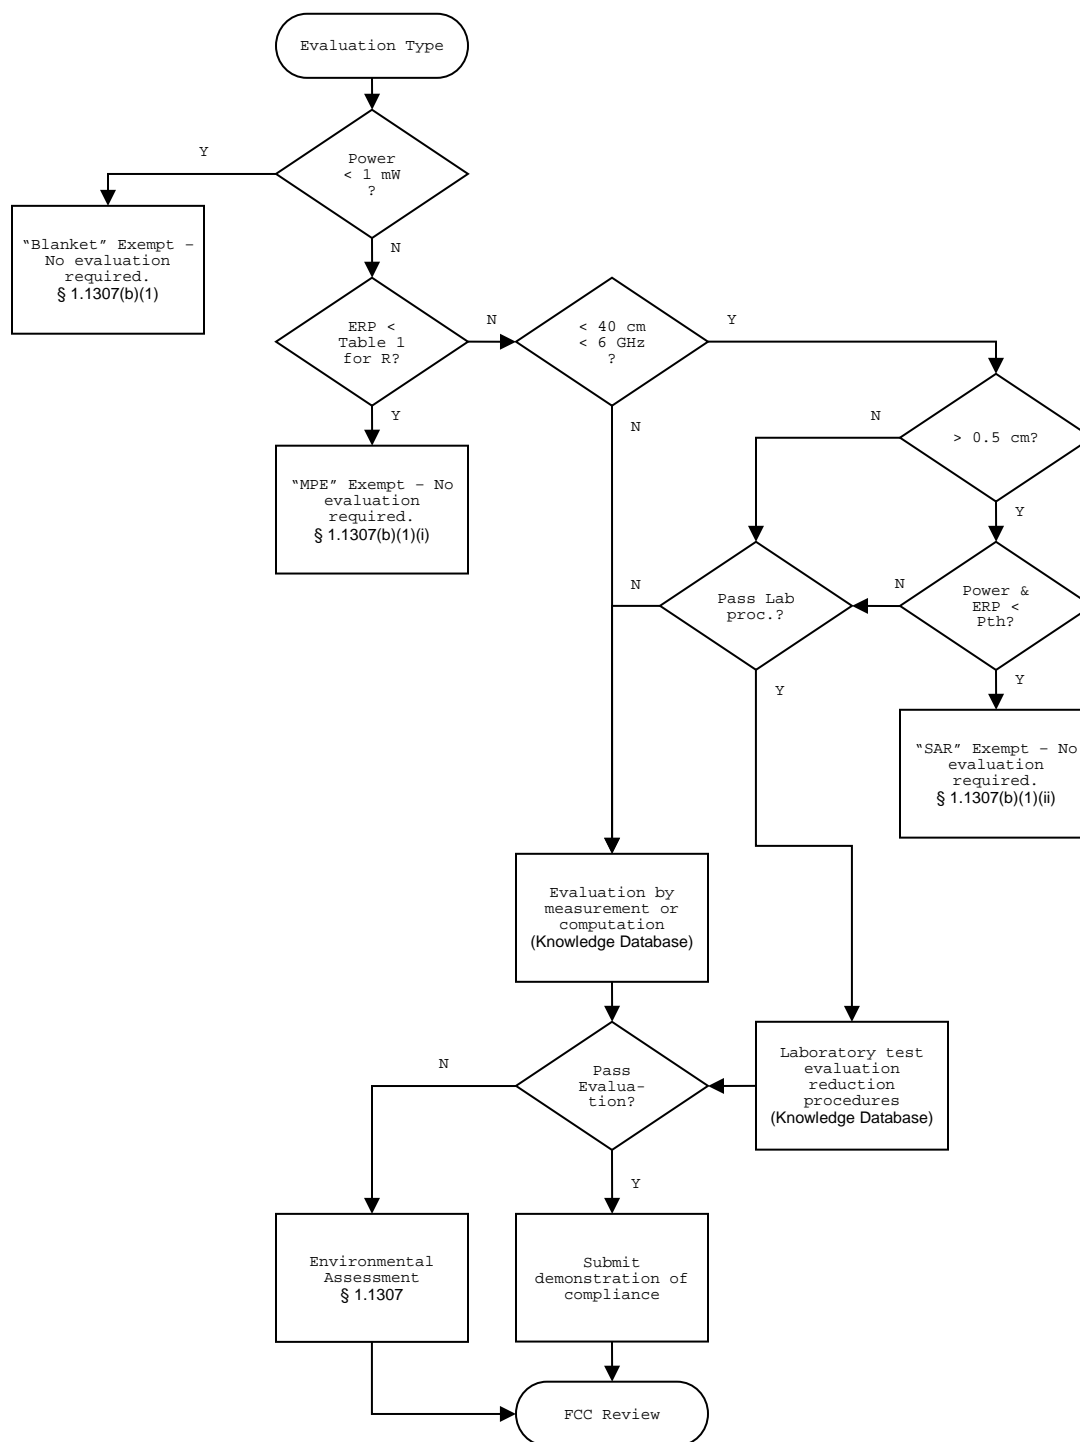 Evaluation Type
Y
Power
< 1 mW
?
"Blanket" Exempt –
No evaluation
required.
§ 1.1307(b)(1)
N
ERP <
Table 1
for R?
N
< 40 cm
< 6 GHz
?
Y
Y
N
N
> 0.5 cm?
"MPE" Exempt – No
evaluation
required.
§ 1.1307(b)(1)(i)
Y
N
Pass Lab
proc.?
N
Power &
ERP <
Pth?
Y
Y
"SAR" Exempt – No
evaluation
required.
§ 1.1307(b)(1)(ii)
Evaluation by
measurement or
computation
(Knowledge Database)
N
Pass
Evalua-
tion?
Laboratory test
evaluation
reduction
procedures
(Knowledge Database)
Y
Environmental
Assessment
§ 1.1307
Submit
demonstration of
compliance
FCC Review